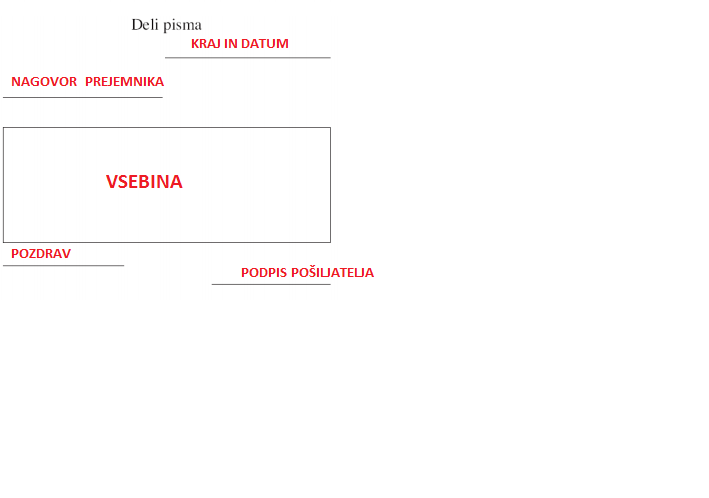 Deli pisma
KRAJ IN DATUM
NAGOVOR PREJEMNIKA
VSEBINA
POZDRAV
PODPIS POŠILJATELJA